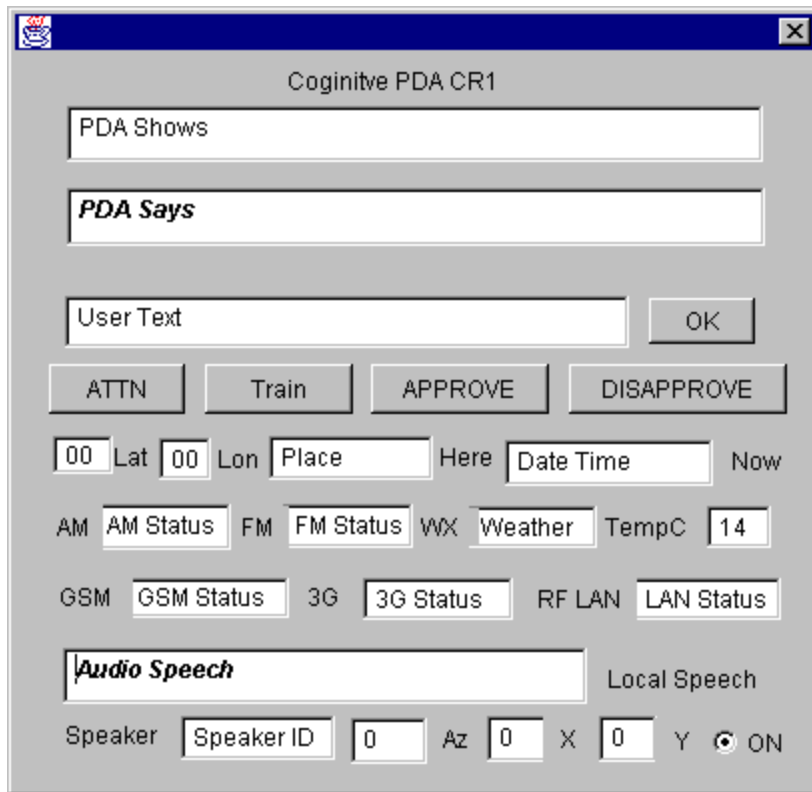 Coginitve PDA CR1
PDA Shows
PDA Says
User Text OK
ATTN Train APPROVE DISAPPROVE
00 Lat 00 Lon Place Here Date Time Now
AM AM Status FM FM Status WX Weather TempC 14
GSM GSM Status 3G 3G Status RF LAN LAN Status
Audio Speech Local Speech
Speaker Speaker ID 0 Az 0 X 0 Y ON